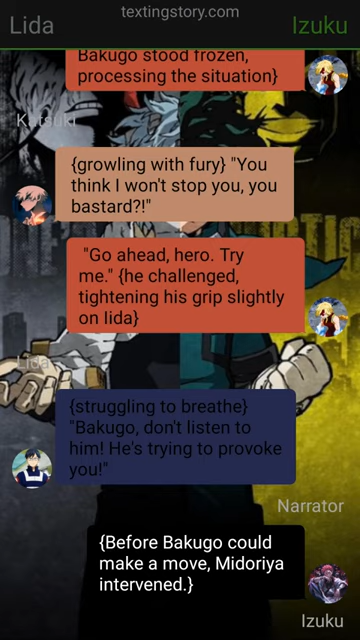 textingstory.com
Lida
Izuku
Bakugo stood frozen,
processing the situation}
Katsuki
{growling with fury} "You
think I won't stop you, you
bastard?!"
"Go ahead, hero. Try
me." {he challenged,
tightening his grip slightly
on Iida}
Lida
{struggling to breathe}
"Bakugo, don't listen to
him! He's trying to provoke
you!"
Narrator
{Before Bakugo could
make a move, Midoriya
intervened.}
Izuku